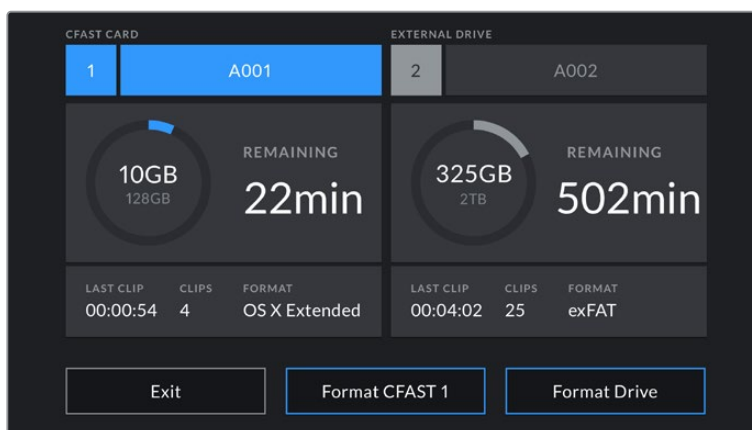 CFAST CARD
1 A001
10GB
128GB
REMAINING
22min
LAST CLIP CLIPS FORMAT
00:00:54 4 OS X Extended
EXTERNAL DRIVE
2 A002
325GB
2TB
REMAINING
502min
LAST CLIP CLIPS FORMAT
00:04:02 25 exFAT
Exit Format CFAST 1 Format Drive